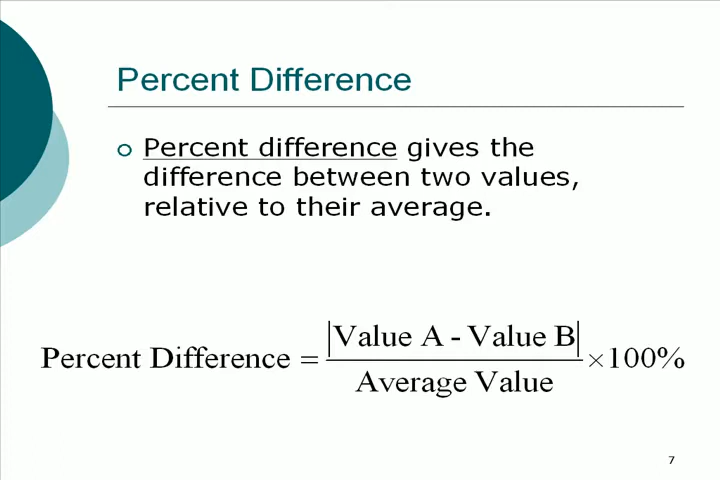 Percent Difference
Percent difference gives the
difference between two values,
relative to their average.
Percent Difference = |Value A - Value B| / Average Value ×100%
7